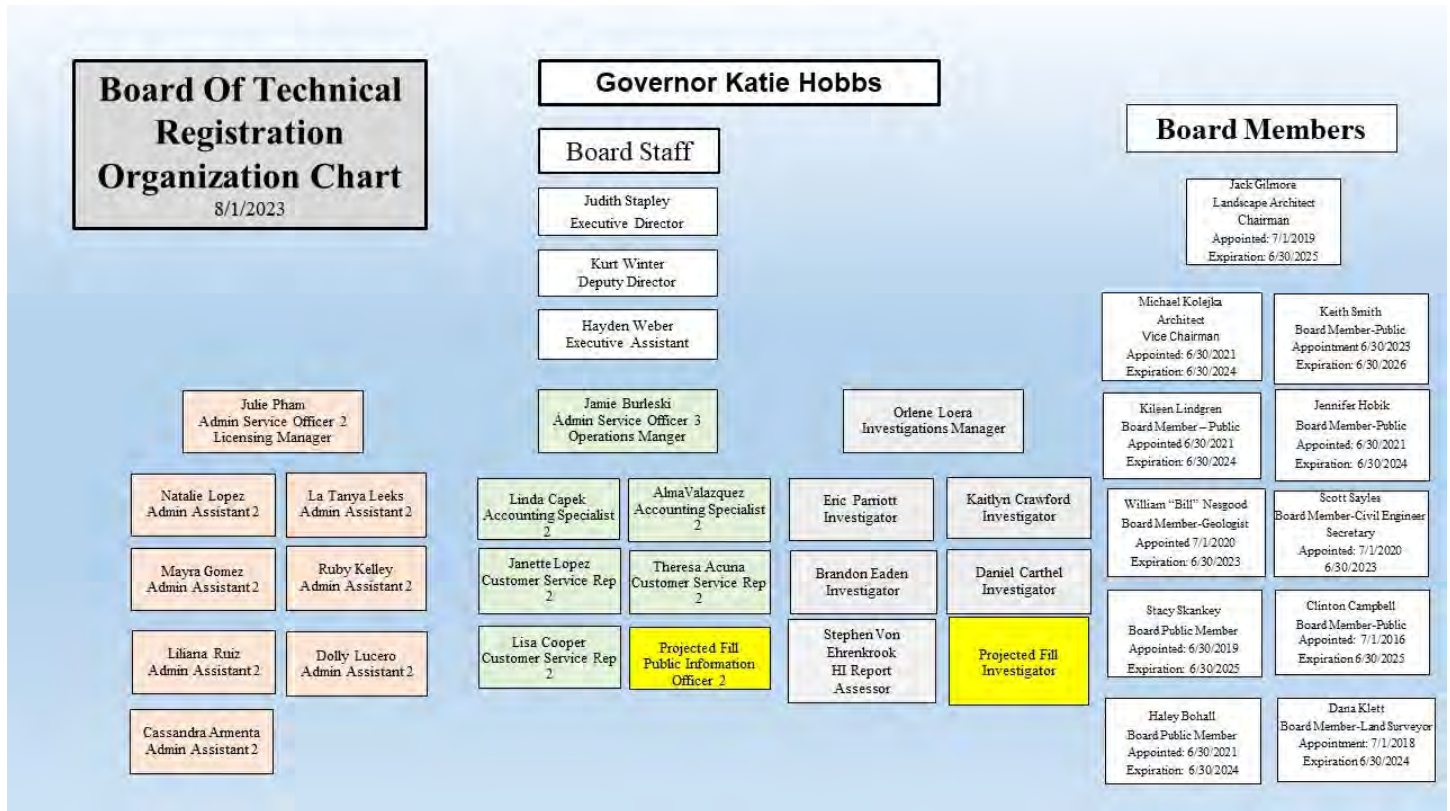 Board Of Technical
Registration
Organization Chart
8/1/2023
Governor Katie Hobbs
Board Staff
Judith Stapley
Executive Director
Kurt Winter
Deputy Director
Hayden Weber
Executive Assistant
Julie Pham
Admin Service Officer 2
Licensing Manager
Natalie Lopez
Admin Assistant 2
La Tanya Leeks
Admin Assistant 2
Mayra Gomez
Admin Assistant 2
Ruby Kelley
Admin Assistant 2
Liliana Ruiz
Admin Assistant 2
Dolly Lucero
Admin Assistant 2
Cassandra Armenta
Admin Assistant 2
Jamie Burleski
Admin Service Officer 3
Operations Manger
Linda Capek
Accounting Specialist
2
AlmaValazquez
Accounting Specialist
2
Janette Lopez
Customer Service Rep
2
Theresa Acuna
Customer Service Rep
2
Lisa Cooper
Customer Service Rep
2
Projected Fill
Public Information
Officer 2
Orlene Loera
Investigations Manager
Eric Parriott
Investigator
Kaitlyn Crawford
Investigator
Brandon Eaden
Investigator
Daniel Carthel
Investigator
Stephen Von
Ehrenkrook
HI Report
Assessor
Projected Fill
Investigator
Board Members
Jack Gilmore
Landscape Architect
Chairman
Appointed: 7/1/2019
Expiration: 6/30/2025
Michael Kolejka
Architect
Vice Chairman
Appointed: 6/30/2021
Expiration: 6/30/2024
Keith Smith
Board Member-Public
Appointment 6/30/2023
Expiration: 6/30/2026
Kileen Lindgren
Board Member – Public
Appointed 6/30/2021
Expiration: 6/30/2024
Jennifer Hobik
Board Member-Public
Appointed: 6/30/2021
Expiration: 6/30/2024
William “Bill” Nesgood
Board Member-Geologist
Appointed 7/1/2020
Expiration: 6/30/2023
Scott Sayles
Board Member-Civil Engineer
Secretary
Appointed: 7/1/2020
6/30/2023
Stacy Skankey
Board Public Member
Appointed: 6/30/2019
Expiration: 6/30/2025
Clinton Campbell
Board Member-Public
Appointed: 7/1/2016
Expiration 6/30/2025
Haley Bohall
Board Public Member
Appointed: 6/30/2021
Expiration: 6/30/2024
Dana Klett
Board Member-Land Surveyor
Appointment: 7/1/2018
Expiration 6/30/2024